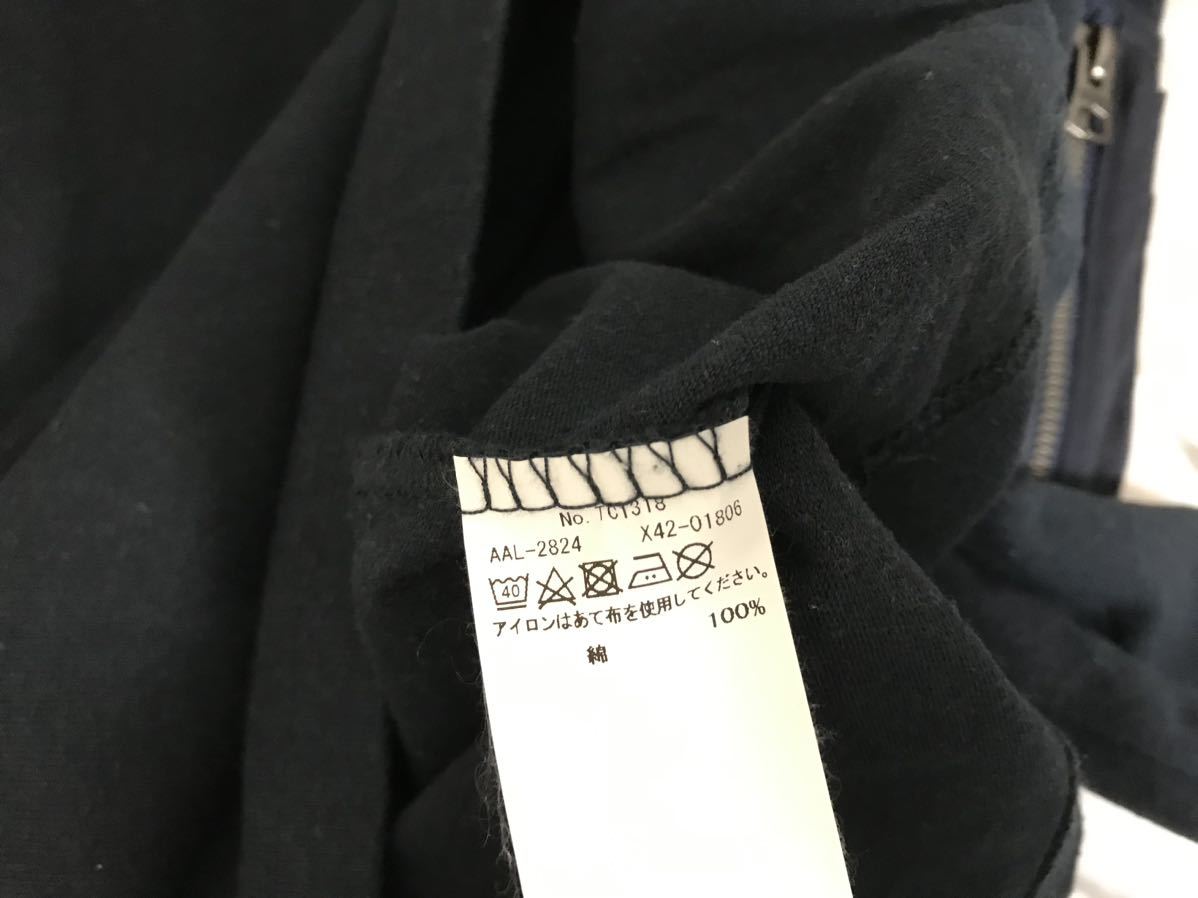 No. TC1318
AAL-2824 X42-01806
40
アイロンはあて布を使用してください。
綿 100%